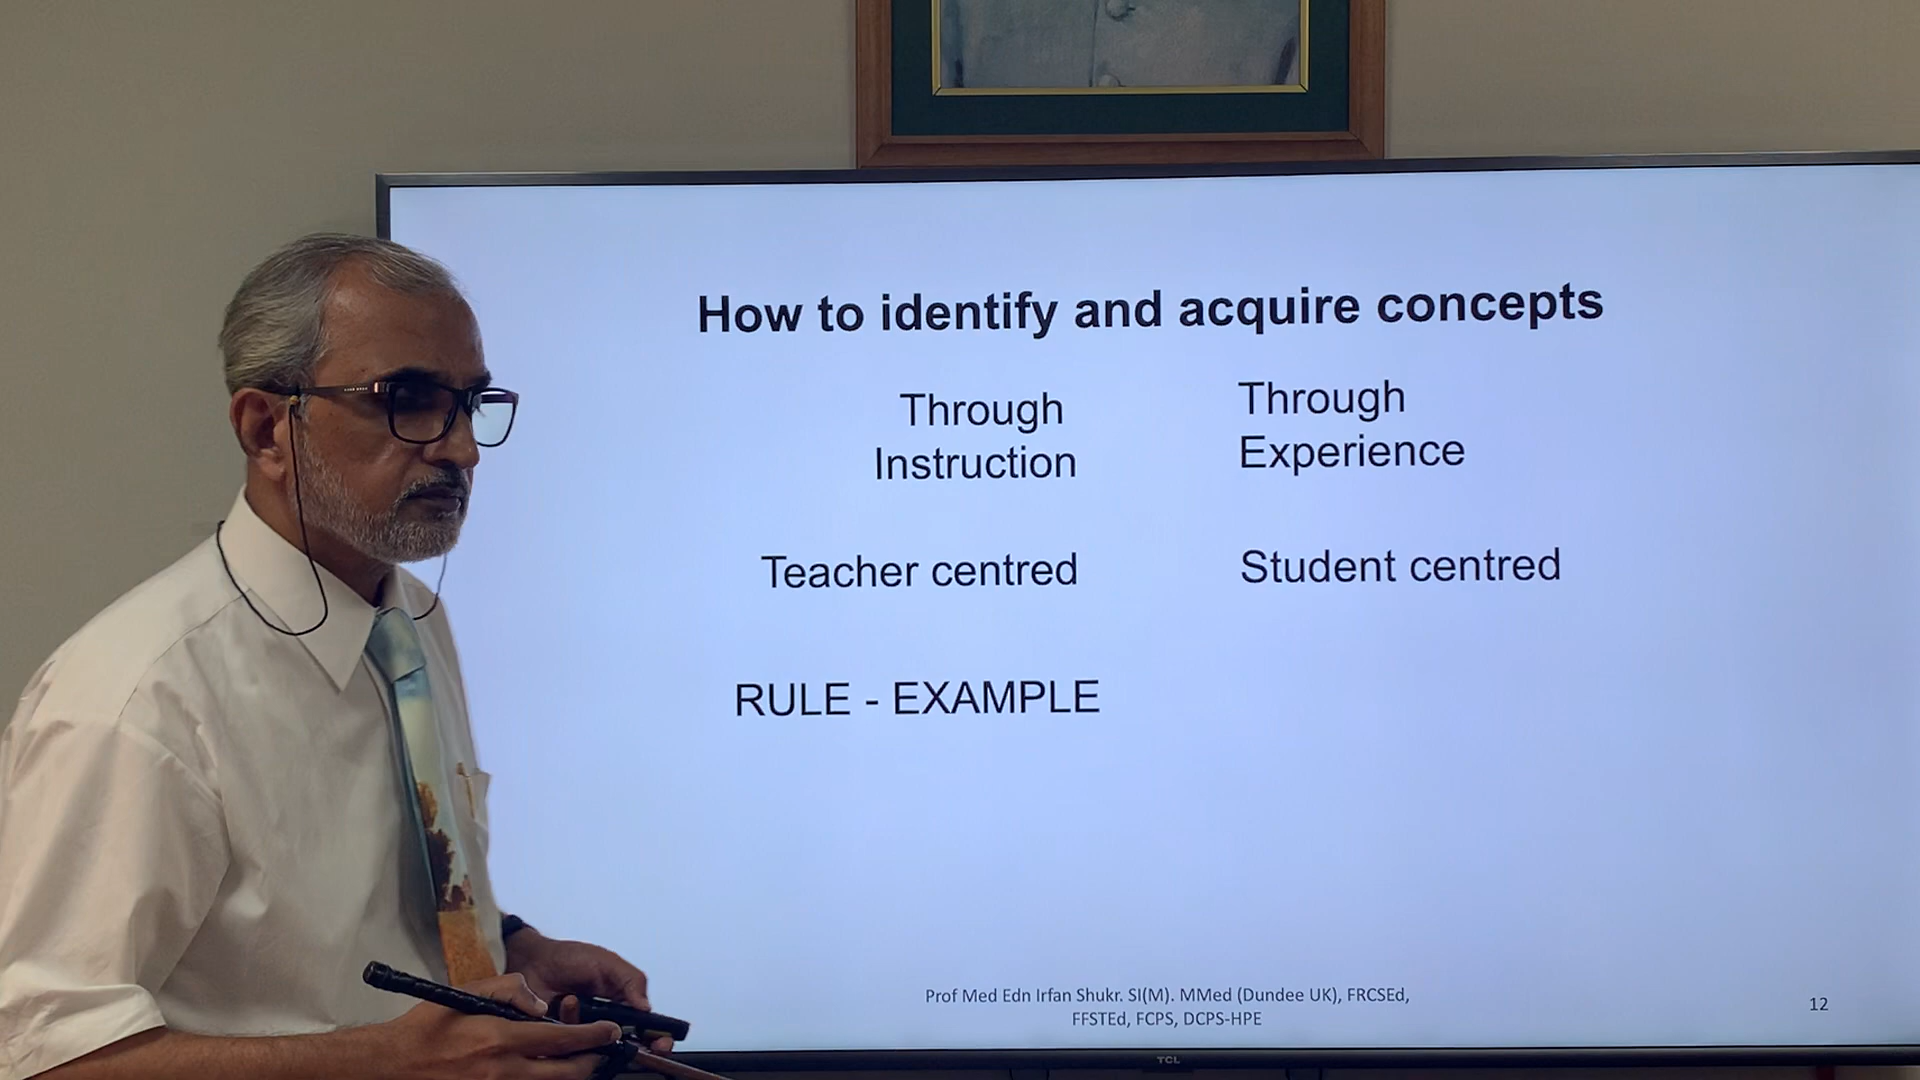 How to identify and acquire concepts
Through
Instruction
Through
Experience
Teacher centred
Student centred
RULE - EXAMPLE
Prof Med Edn Irfan Shukr. SI(M). MMed (Dundee UK), FRCSEd,
FFSTEd, FCPS, DCPS-HPE
12
TCL